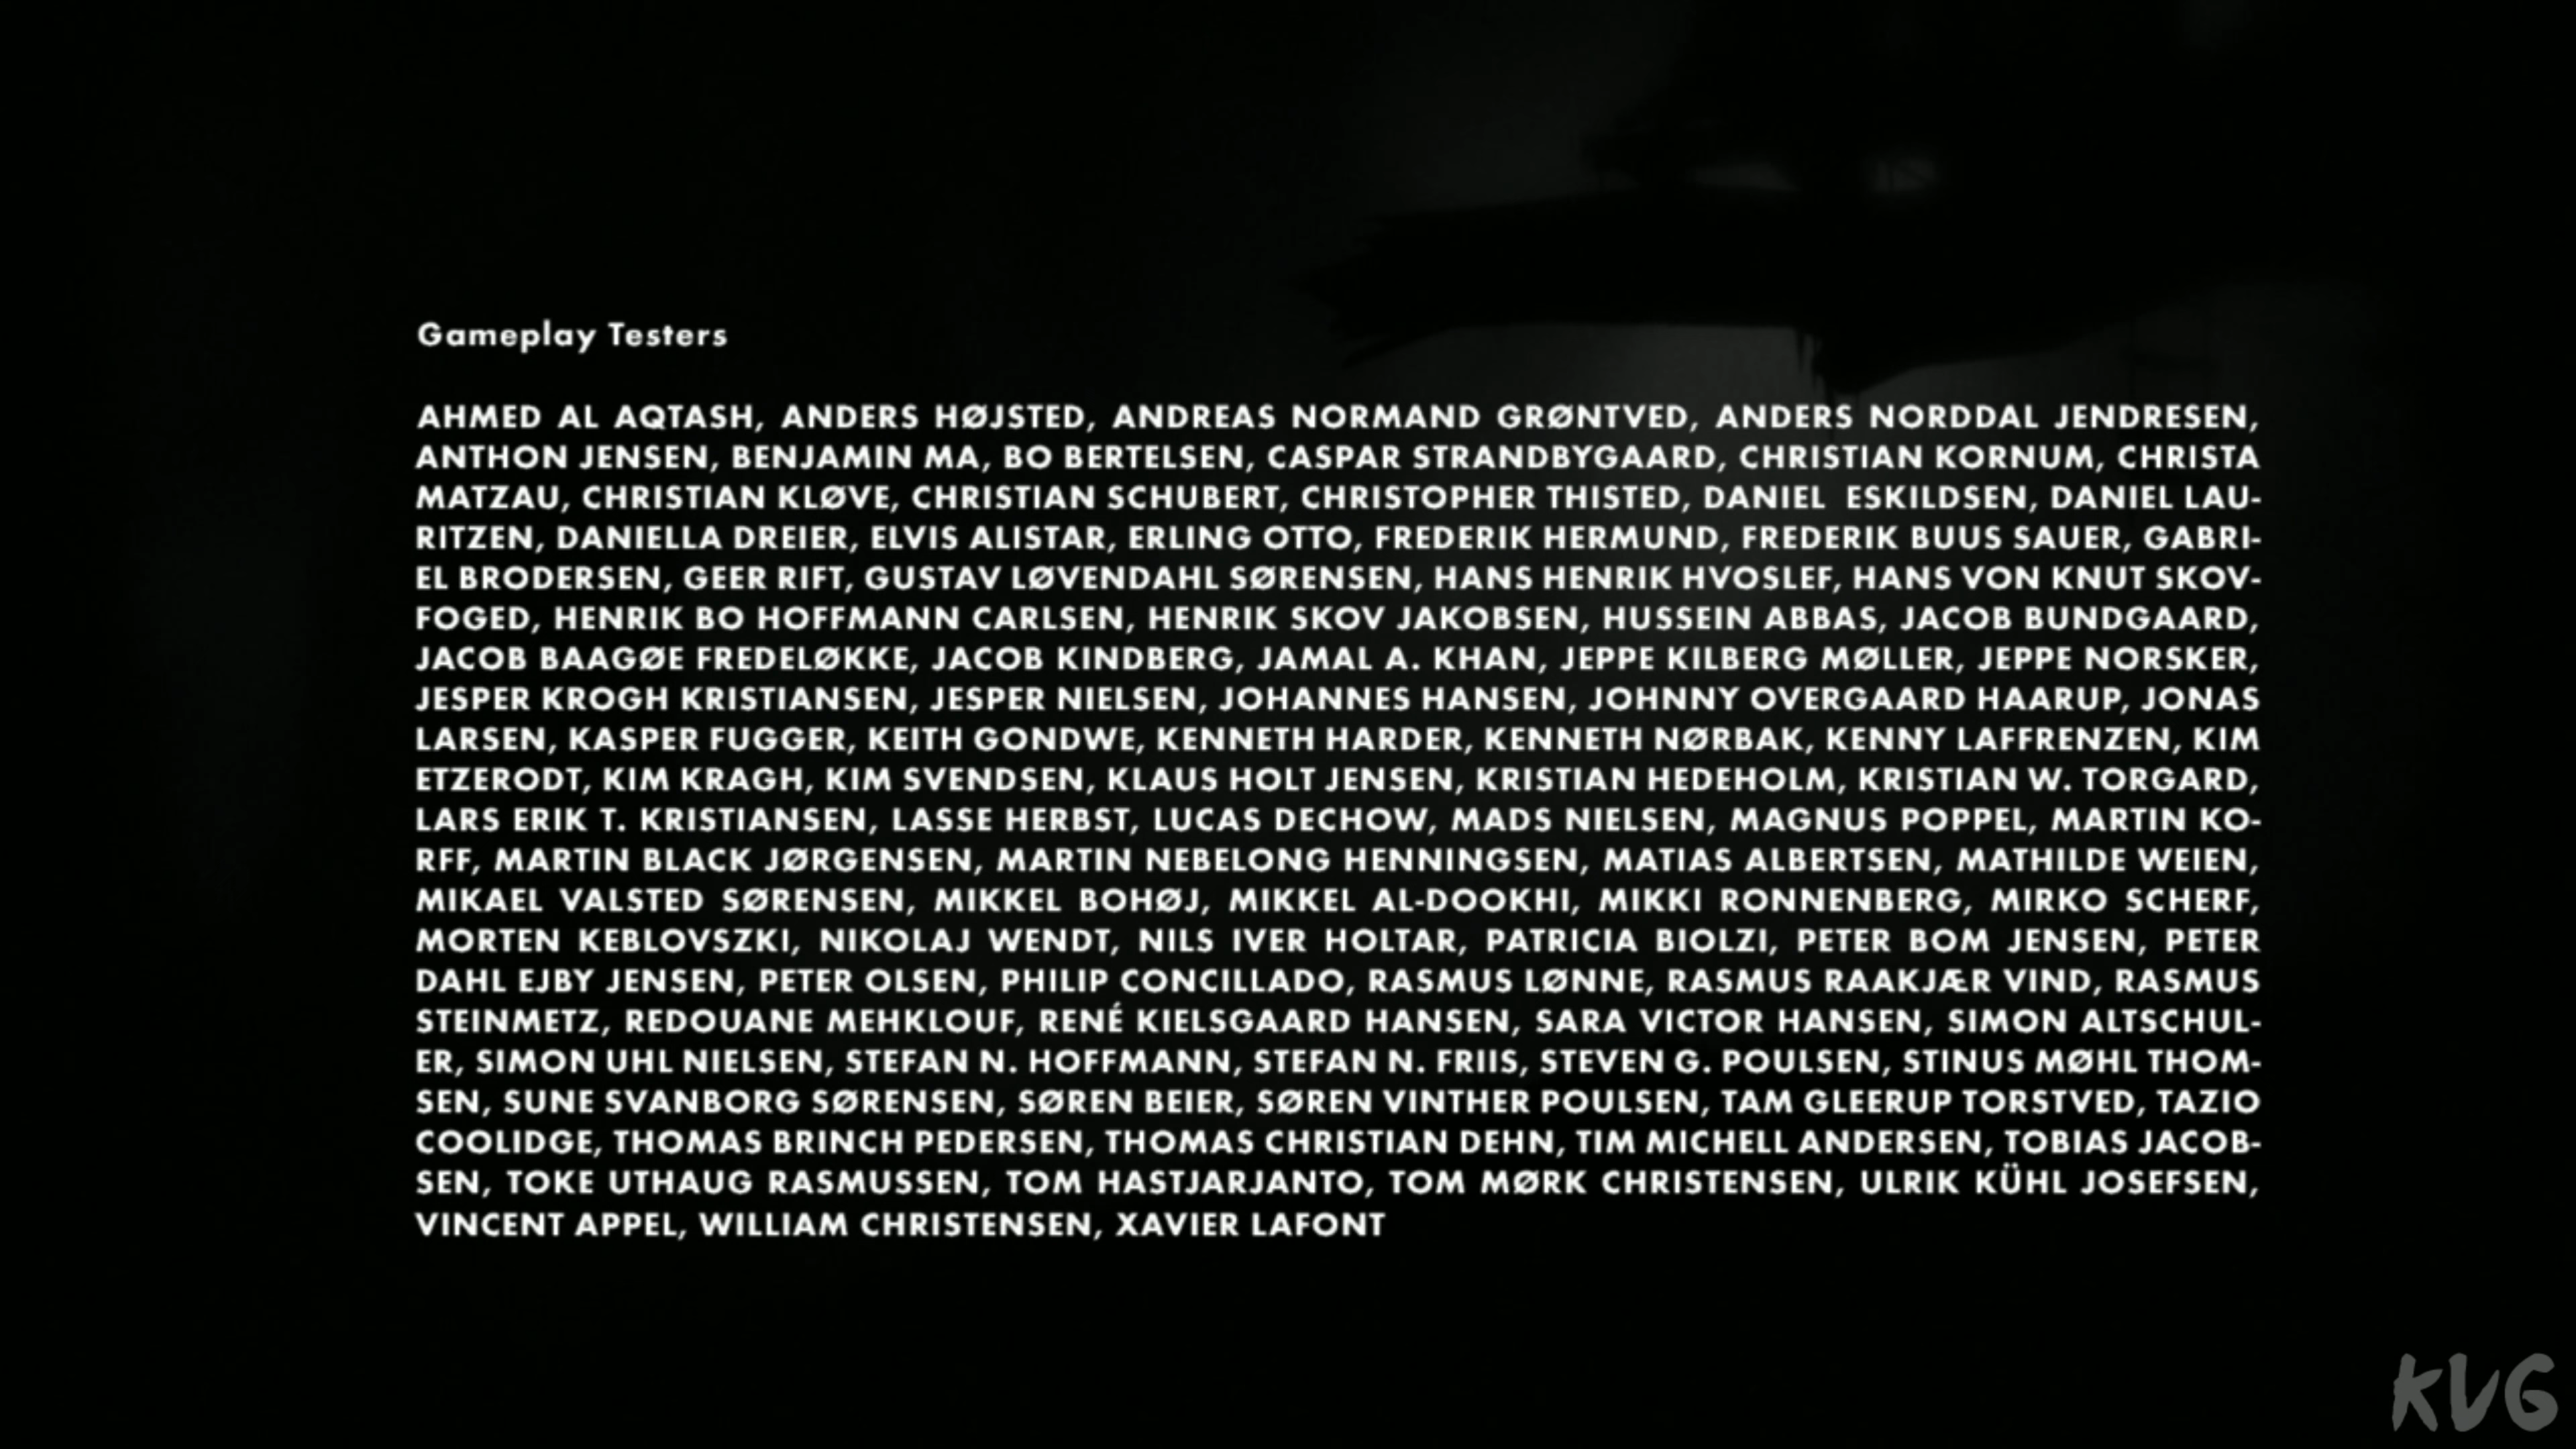 Gameplay Testers
AHMED AL AQTASH, ANDERS HØJSTED, ANDREAS NORMAND GRØNTVED, ANDERS NORDDAL JENDRESEN,
ANTHON JENSEN, BENJAMIN MA, BO BERTELSEN, CASPAR STRANDBYGAARD, CHRISTIAN KORNUM, CHRISTA
MATZAU, CHRISTIAN KLØVE, CHRISTIAN SCHUBERT, CHRISTOPHER THISTED, DANIEL ESKILDSEN, DANIEL LAU-
RITZEN, DANIELLA DREIER, ELVIS ALISTAR, ERLING OTTO, FREDERIK HERMUND, FREDERIK BUUS SAUER, GABRI-
EL BRODERSEN, GEER RIFT, GUSTAV LØVENDAHL SØRENSEN, HANS HENRIK HVOSLEF, HANS VON KNUT SKOV-
FOGED, HENRIK BO HOFFMANN CARLSEN, HENRIK SKOV JAKOBSEN, HUSSEIN ABBAS, JACOB BUNDGAARD,
JACOB BAAGØE FREDELØKKE, JACOB KINDBERG, JAMAL A. KHAN, JEPPE KILBERG MØLLER, JEPPE NORSKER,
JESPER KROGH KRISTIANSEN, JESPER NIELSEN, JOHANNES HANSEN, JOHNNY OVERGAARD HAARUP, JONAS
LARSEN, KASPER FUGGER, KEITH GONDWE, KENNETH HARDER, KENNETH NØRBAK, KENNY LAFFRENZEN, KIM
ETZERODT, KIM KRAGH, KIM SVENDSEN, KLAUS HOLT JENSEN, KRISTIAN HEDEHOLM, KRISTIAN W. TORGARD,
LARS ERIK T. KRISTIANSEN, LASSE HERBST, LUCAS DECHOW, MADS NIELSEN, MAGNUS POPPEL, MARTIN KO-
RFF, MARTIN BLACK JØRGENSEN, MARTIN NEBELONG HENNINGSEN, MATIAS ALBERTSEN, MATHILDE WEIEN,
MIKAEL VALSTED SØRENSEN, MIKKEL BOHØJ, MIKKEL AL-DOOKHI, MIKKI RONNENBERG, MIRKO SCHERF,
MORTEN KEBLOVSZKI, NIKOLAJ WENDT, NILS IVER HOLTAR, PATRICIA BIOLZI, PETER BOM JENSEN, PETER
DAHL EJBY JENSEN, PETER OLSEN, PHILIP CONCILLADO, RASMUS LØNNE, RASMUS RAAKJÆR VIND, RASMUS
STEINMETZ, REDOUANE MEHKLOUF, RENÉ KIELSGAARD HANSEN, SARA VICTOR HANSEN, SIMON ALTSCHUL-
ER, SIMON UHL NIELSEN, STEFAN N. HOFFMANN, STEFAN N. FRIIS, STEVEN G. POULSEN, STINUS MØHL THOM-
SEN, SUNE SVANBORG SØRENSEN, SØREN BEIER, SØREN VINTHER POULSEN, TAM GLEERUP TORSTVED, TAZIO
COOLIDGE, THOMAS BRINCH PEDERSEN, THOMAS CHRISTIAN DEHN, TIM MICHELL ANDERSEN, TOBIAS JACOB-
SEN, TOKE UTHAUG RASMUSSEN, TOM HASTJARJANTO, TOM MØRK CHRISTENSEN, ULRIK KÜHL JOSEFSEN,
VINCENT APPEL, WILLIAM CHRISTENSEN, XAVIER LAFONT
KVG